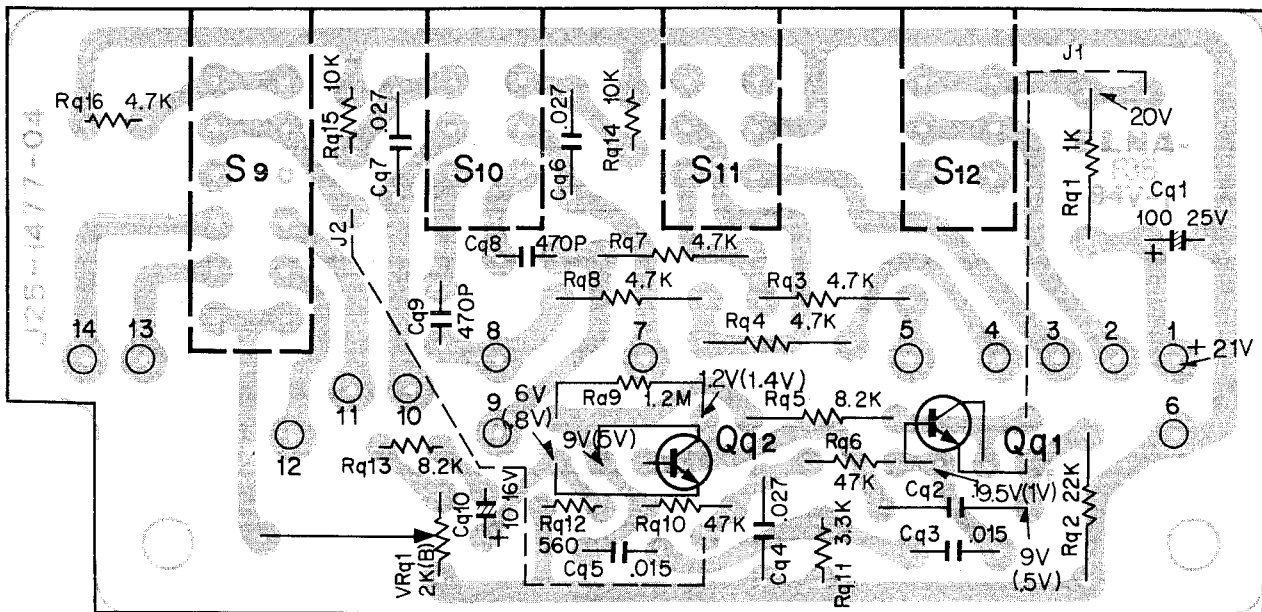 Rq16 4.7K
J25-1477-04
S9
Rq15 10K
Cq7 .027
S10
Cq6 .027
Rq14 10K
S11
S12
J1
20V
Rq1 1K
Cq1
100 25V
+
J2
Cq8 470P
Rq7 4.7K
Rq8 4.7K
Rq3 4.7K
Cq9 470P
Rq4 4.7K
14
13
8
7
5
4
3
2
1
+ 21V
11
10
9
12
6
6V
(.8V)
Rq9
1.2M
12V(1.4V)
9V(.5V)
Qq2
Rq5 8.2K
Rq6
47K
Qq1
Rq13 8.2K
Cq10
10 16V
+
VRq1
2K(B)
Rq12
560
Rq10 47K
Cq5 .015
Cq4 .027
Rq11 3.3K
Cq2 .1
9.5V(1V)
Cq3 .015
9V
(.5V)
Rq2 22K